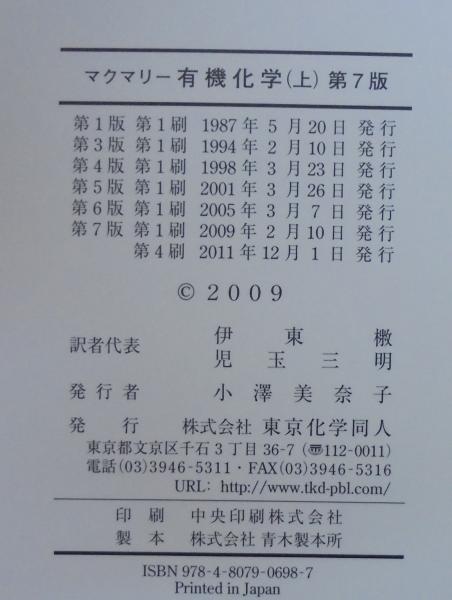 マクマリー 有機化学(上) 第7版
第1版 第1刷 1987年 5月20日 発行
第3版 第1刷 1994年 2月10日 発行
第4版 第1刷 1998年 3月23日 発行
第5版 第1刷 2001年 3月26日 発行
第6版 第1刷 2005年 3月 7日 発行
第7版 第1刷 2009年 2月10日 発行
第4刷 2011年12月 1日 発行
© 2009
訳者代表 伊東 椒
児玉三明
発行者 小澤美奈子
発行 株式会社 東京化学同人
東京都文京区千石3丁目36-7 (〠112-0011)
電話(03)3946-5311・FAX(03)3946-5316
URL: http://www.tkd-pbl.com/
印刷 中央印刷株式会社
製本 株式会社 青木製本所
ISBN 978-4-8079-0698-7
Printed in Japan